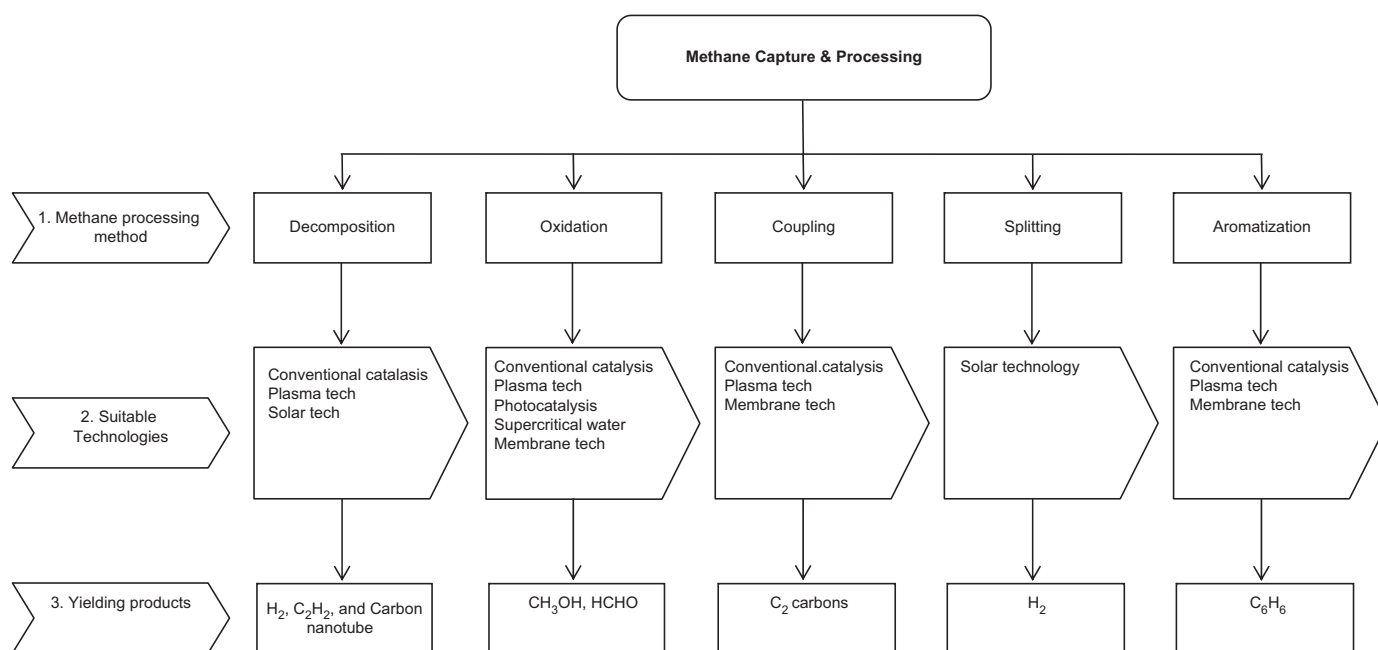 Methane Capture & Processing
1. Methane processing
method
Decomposition
Oxidation
Coupling
Splitting
Aromatization
2. Suitable
Technologies
Conventional catalasis
Plasma tech
Solar tech
Conventional catalysis
Plasma tech
Photocatalysis
Supercritical water
Membrane tech
Conventional.catalysis
Plasma tech
Membrane tech
Solar technology
Conventional catalysis
Plasma tech
Membrane tech
3. Yielding products
H₂, C₂H₂, and Carbon
nanotube
CH₃OH, HCHO
C₂ carbons
H₂
C₆H₆